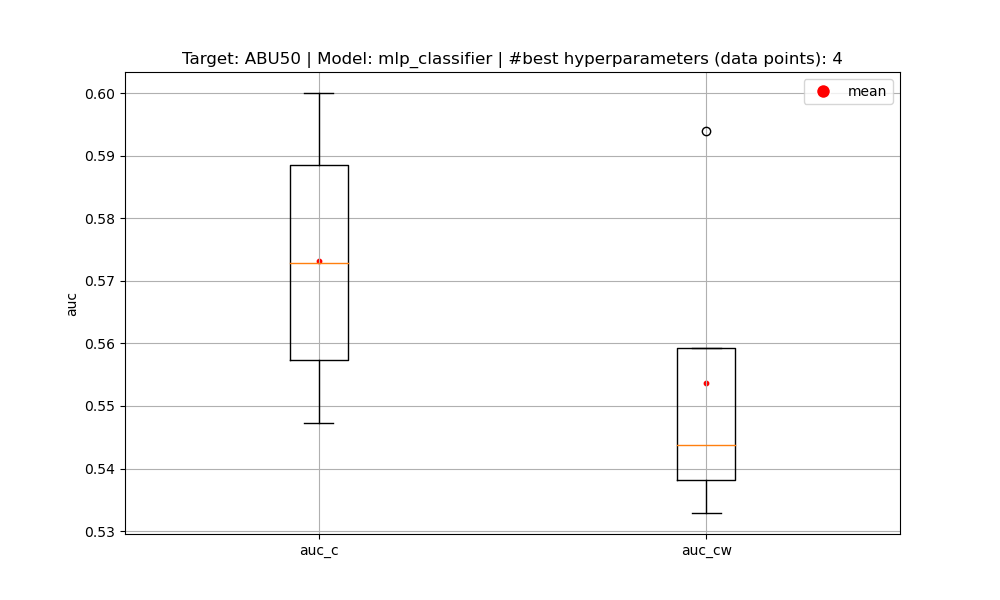 Target: ABU50 | Model: mlp_classifier | #best hyperparameters (data points): 4
mean
0.60
0.59
0.58
0.57
0.56
0.55
0.54
0.53
auc
auc_c
auc_cw